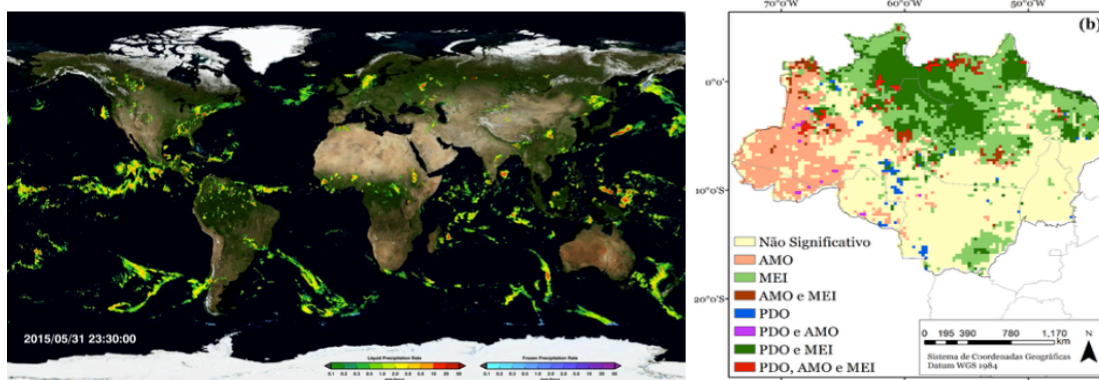 2015/05/31 23:30:00
Liquid Precipitation Rate
Frozen Precipitation Rate
70°0'W 60°0'W 50°0'W
(b)
0°0'
10°0'S
20°0'S
Não Significativo
AMO
MEI
AMO e MEI
PDO
PDO e AMO
PDO e MEI
PDO, AMO e MEI
0 195 390 780 1,170
km
N
Sistema de Coordenadas Geográficas
Datum WGS 1984